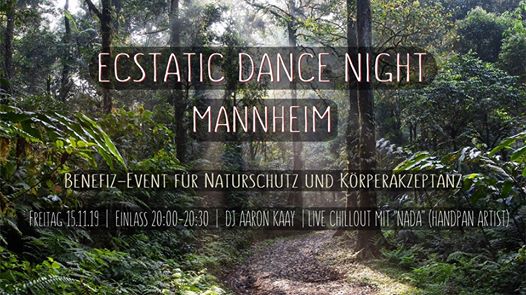 ECSTATIC DANCE NIGHT
MANNHEIM
BENEFIZ-EVENT FÜR NATURSCHUTZ UND KÖRPERAKZEPTANZ
FREITAG 15.11.19 | EINLASS 20:00-20:30 | DJ AARON KAAY | LIVE CHILLOUT MIT "NADA" (HANDPAN ARTIST)